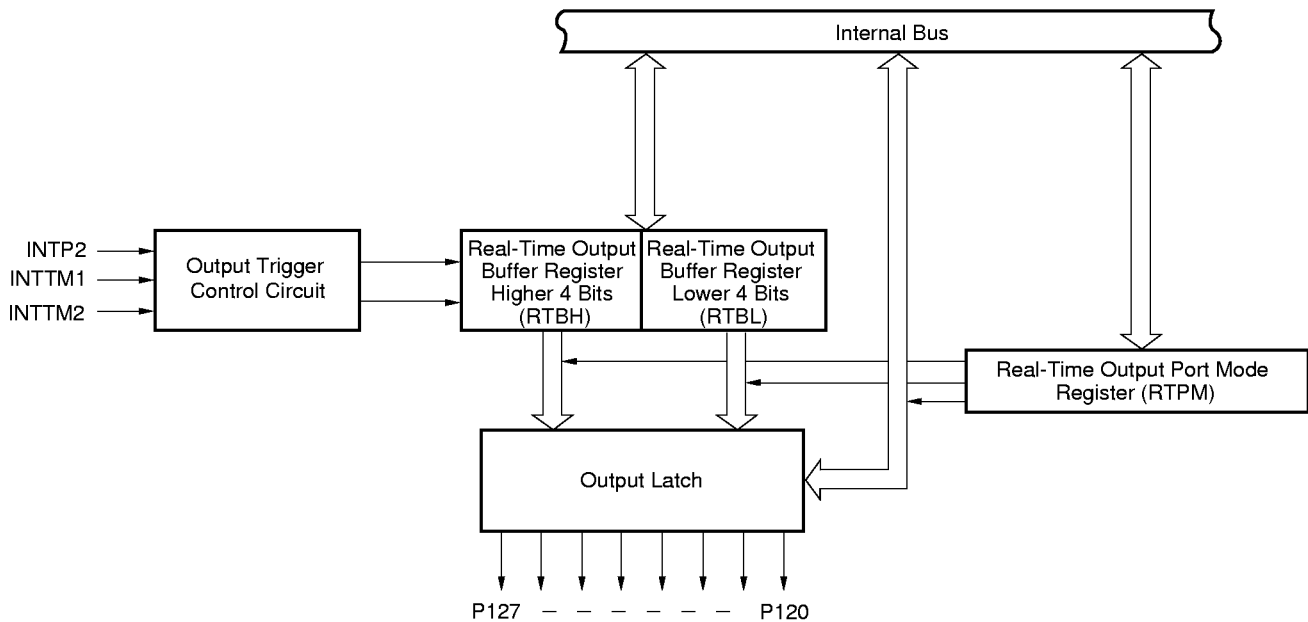 Internal Bus
INTP2
INTTM1
INTTM2
Output Trigger
Control Circuit
Real-Time Output
Buffer Register
Higher 4 Bits
(RTBH)
Real-Time Output
Buffer Register
Lower 4 Bits
(RTBL)
Real-Time Output Port Mode
Register (RTPM)
Output Latch
P127 – – – – – – P120